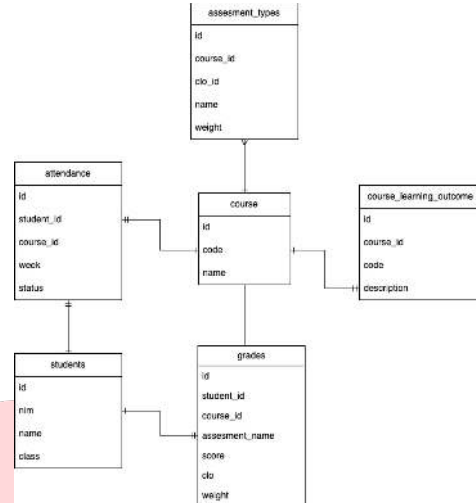 assesment_types
id
course_id
clo_id
name
weight
attendance
id
student_id
course_id
week
status
course
id
code
name
course_learning_outcome
id
course_id
code
description
students
id
nim
name
class
grades
id
student_id
course_id
assesment_name
score
clo
weight